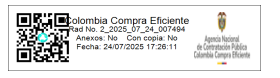 Colombia Compra Eficiente
Rad No. 2_2025_07_24_007494
Anexos: No Con copia: No
Fecha: 24/07/2025 17:26:11
Agencia Nacional
de Contratación Pública
Colombia Compra Eficiente